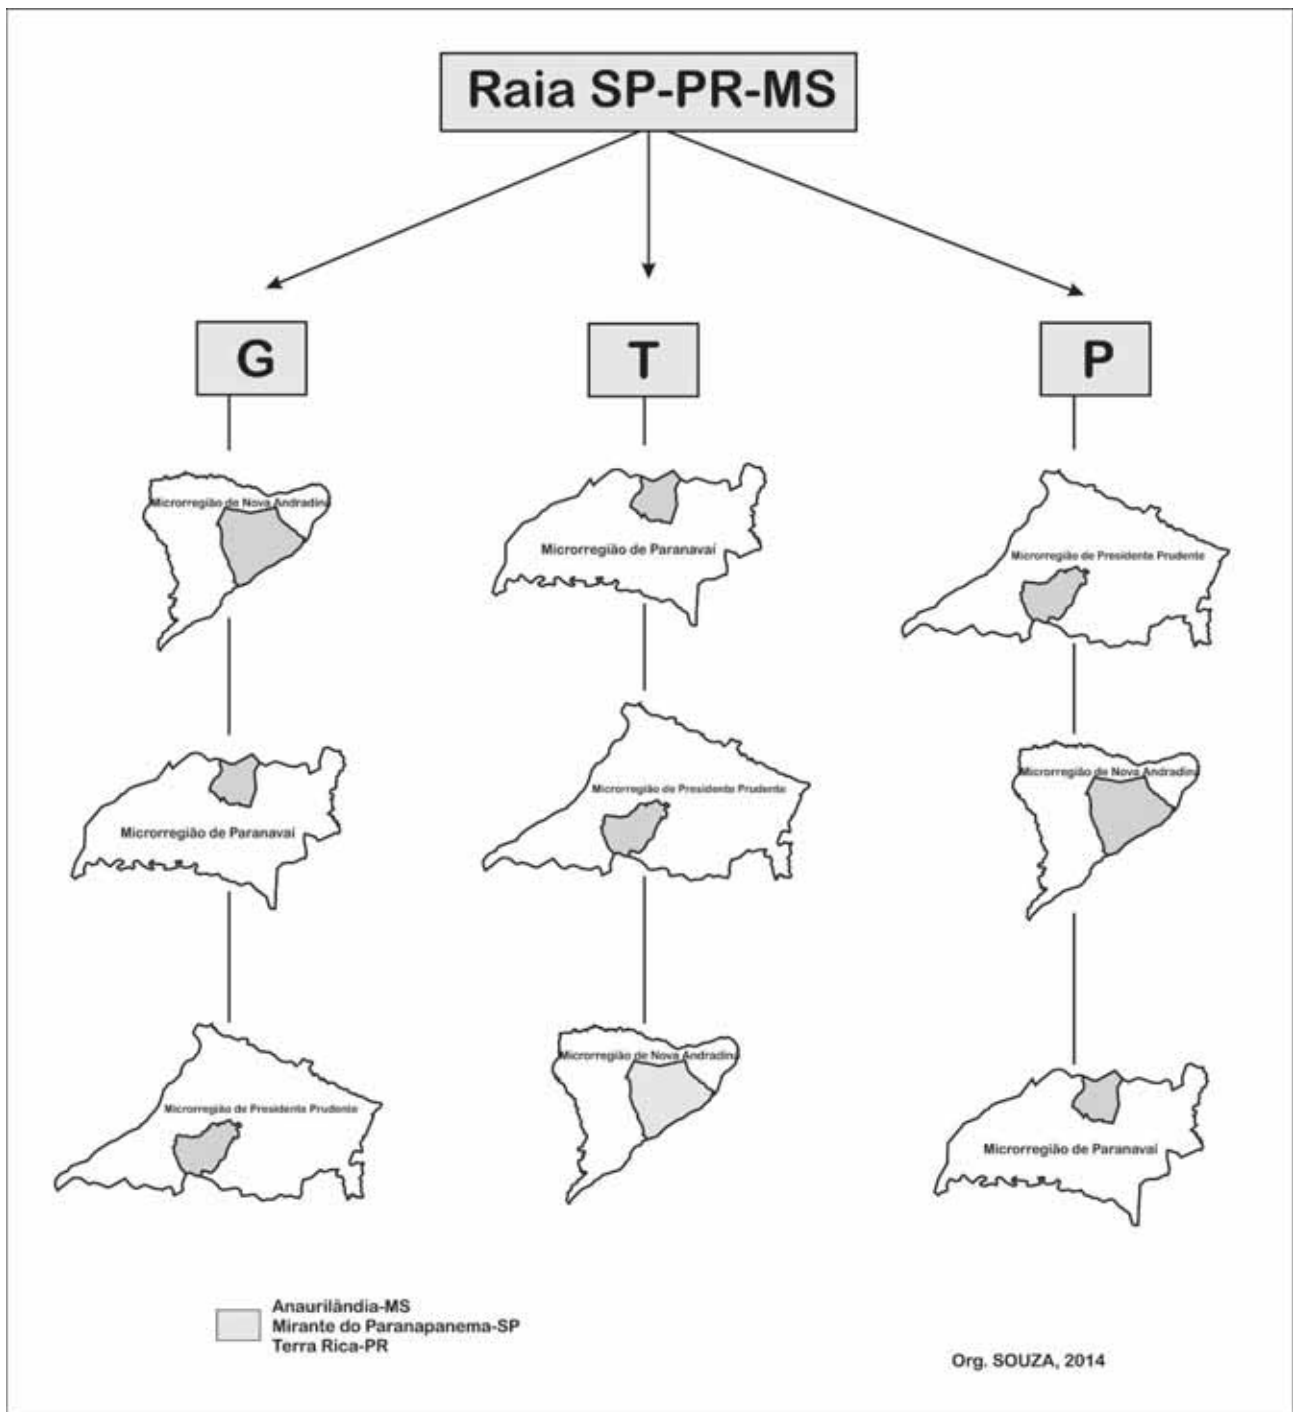 Raia SP-PR-MS
G
T
P
Microrregião de Nova Andradina
Microrregião de Paranavaí
Microrregião de Presidente Prudente
Microrregião de Paranavaí
Microrregião de Presidente Prudente
Microrregião de Nova Andradina
Microrregião de Presidente Prudente
Microrregião de Nova Andradina
Microrregião de Paranavaí
Anaurilândia-MS
Mirante do Paranapanema-SP
Terra Rica-PR
Org. SOUZA, 2014